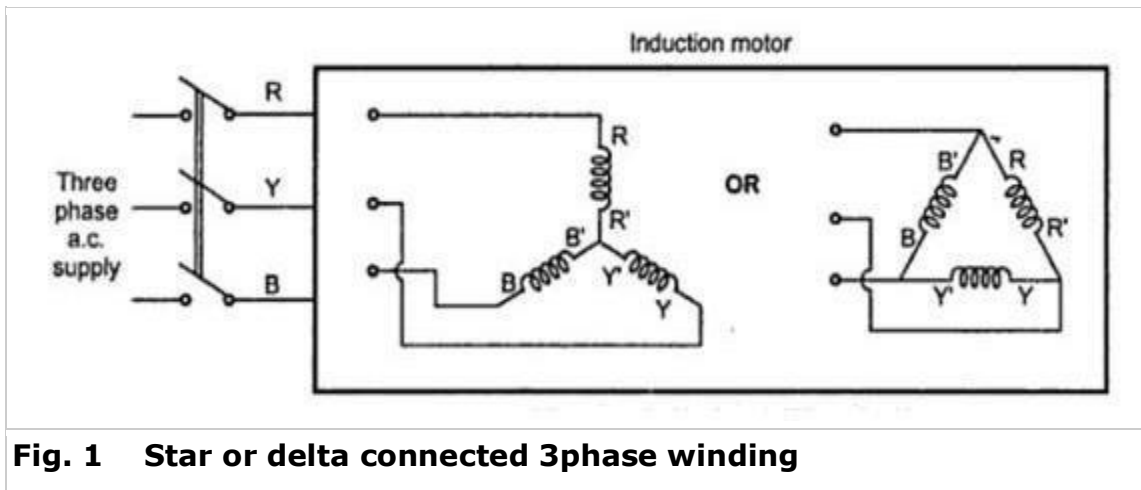 Induction motor
R
Y
B
Three
phase
a.c.
supply
R
R'
B'
B
Y'
Y
OR
B'
R
B
R'
Y'
Y
Fig. 1 Star or delta connected 3phase winding